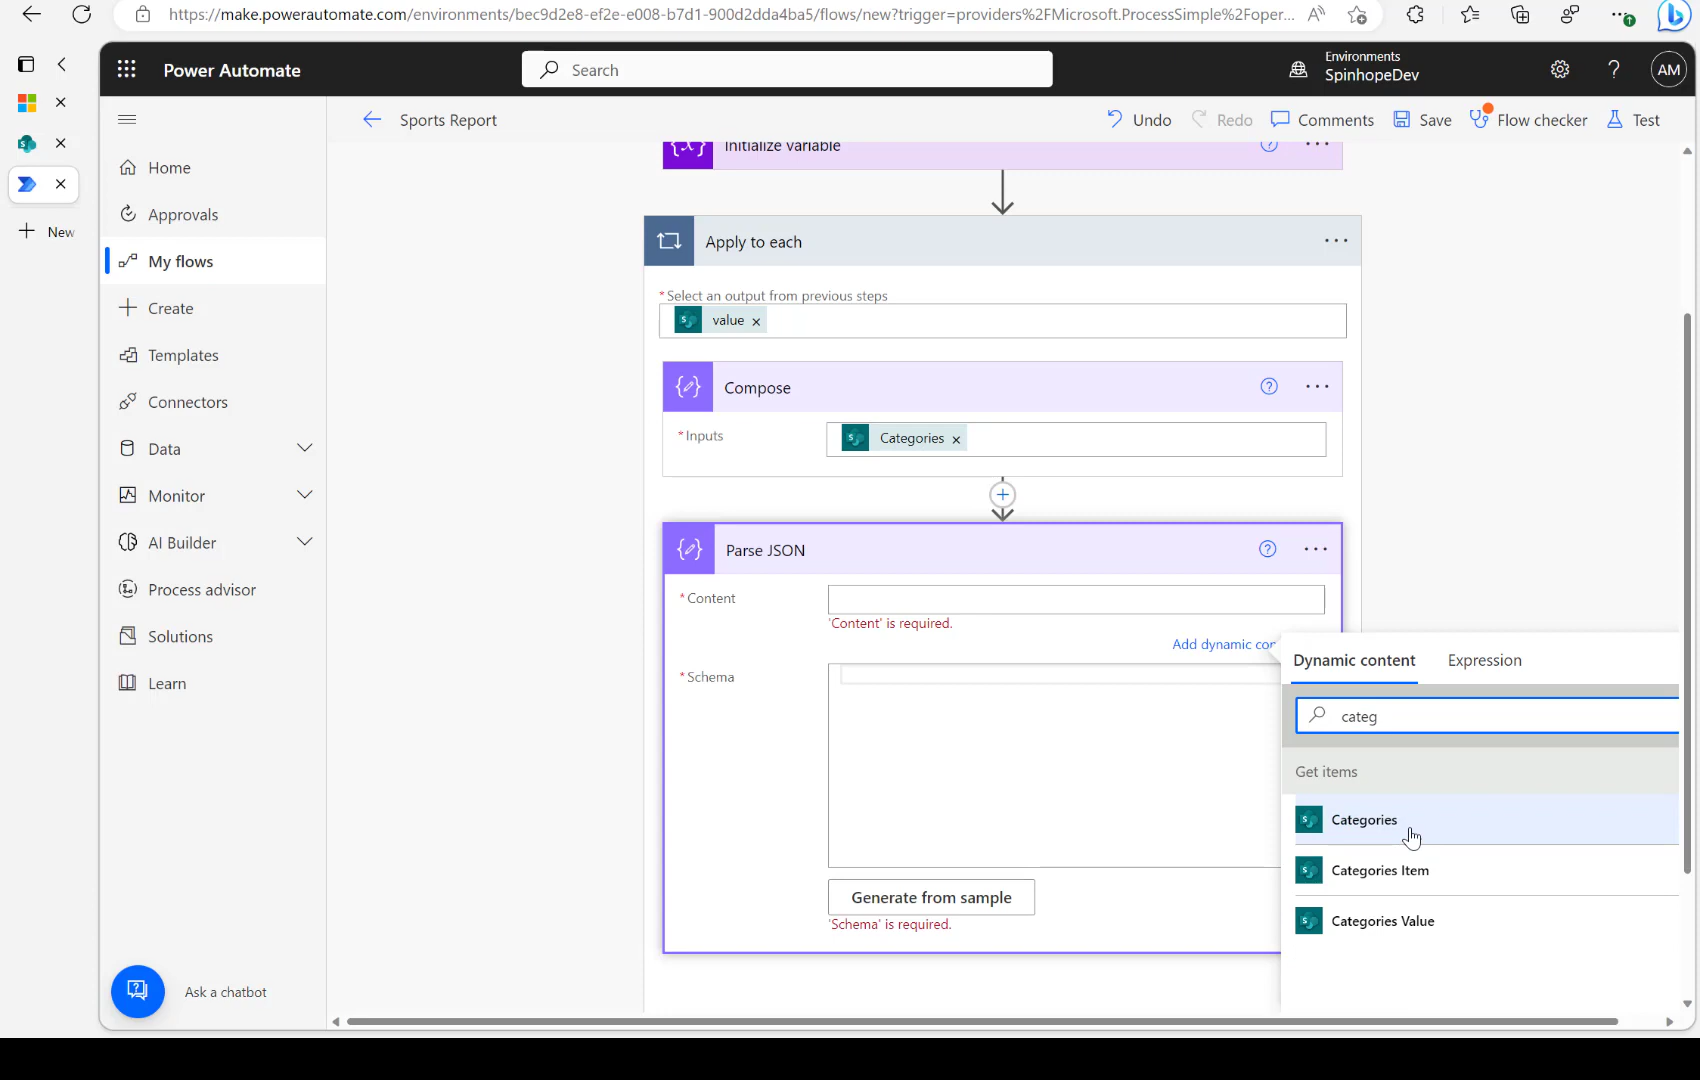 https://make.powerautomate.com/environments/bec9d2e8-ef2e-e008-b7d1-900d2dda4ba5/flows/new?trigger=providers%2FMicrosoft.ProcessSimple%2Foper...
Power Automate
Search
Environments
SpinhopeDev
AM
New
Sports Report
Undo
Redo
Comments
Save
Flow checker
Test
Home
Approvals
My flows
Create
Templates
Connectors
Data
Monitor
AI Builder
Process advisor
Solutions
Learn
Ask a chatbot
Initialize variable
Apply to each
*Select an output from previous steps
value
Compose
*Inputs
Categories
Parse JSON
*Content
'Content' is required.
Add dynamic con
*Schema
Generate from sample
'Schema' is required.
Dynamic content
Expression
categ
Get items
Categories
Categories Item
Categories Value